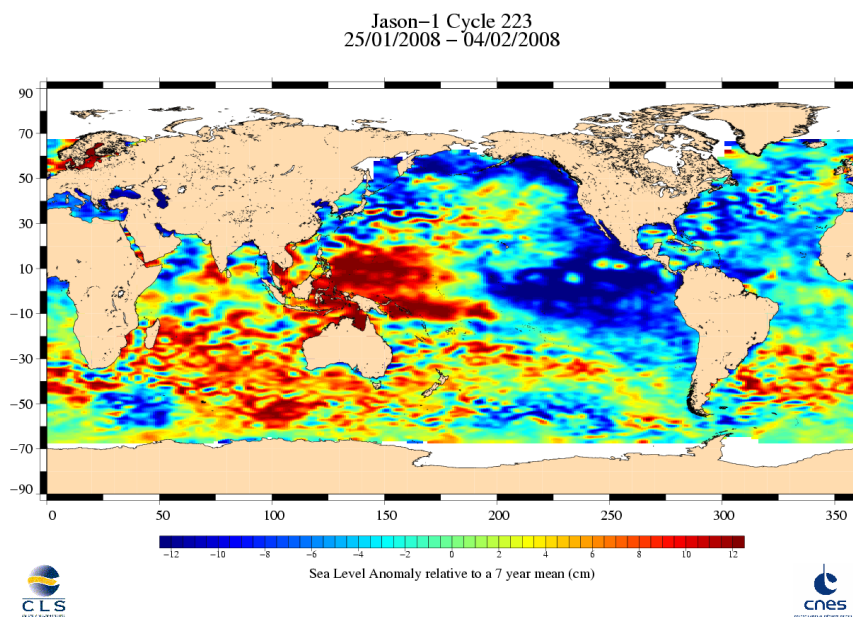 Jason−1 Cycle 223
25/01/2008 − 04/02/2008
90
70
50
30
10
−10
−30
−50
−70
−90
0 50 100 150 200 250 300 350
−12 −10 −8 −6 −4 −2 0 2 4 6 8 10 12
Sea Level Anomaly relative to a 7 year mean (cm)
CLS
cnes